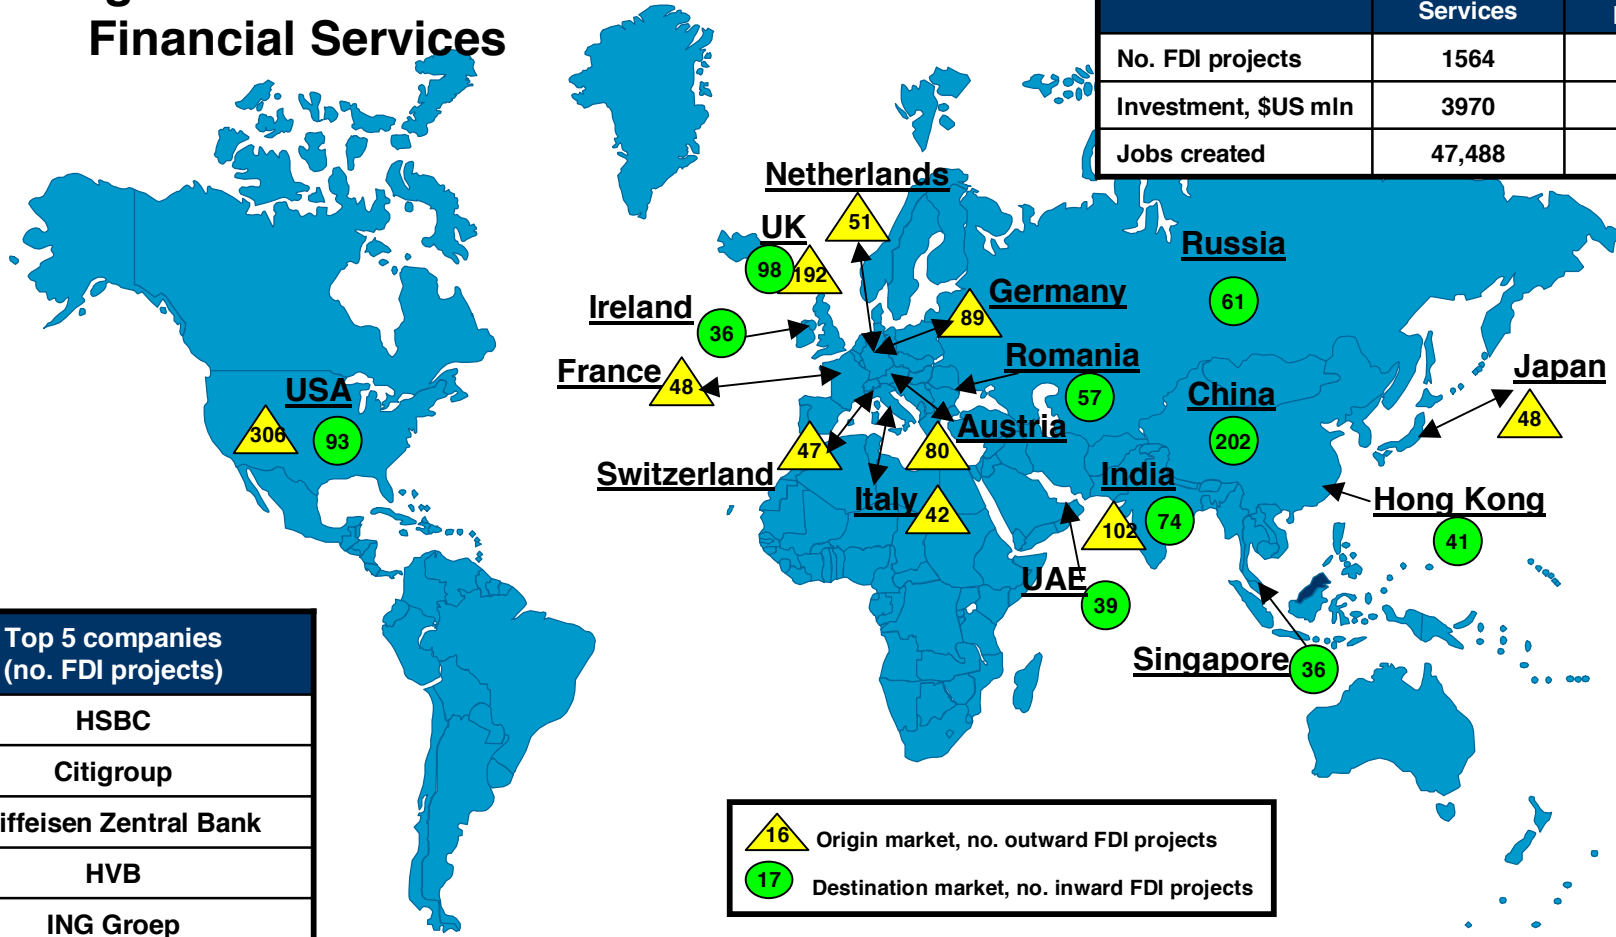 Financial Services
Services
No. FDI projects 1564
Investment, $US mln 3970
Jobs created 47,488
Netherlands
51
UK
98 192
Russia
61
Ireland
36
Germany
89
France
48
Romania
57
Japan
48
USA
306 93
China
202
Austria
80
Switzerland
47
Italy
42
India
102 74
Hong Kong
41
UAE
39
Singapore
36
Top 5 companies
(no. FDI projects)
HSBC
Citigroup
iffeisen Zentral Bank
HVB
ING Groep
16 Origin market, no. outward FDI projects
17 Destination market, no. inward FDI projects